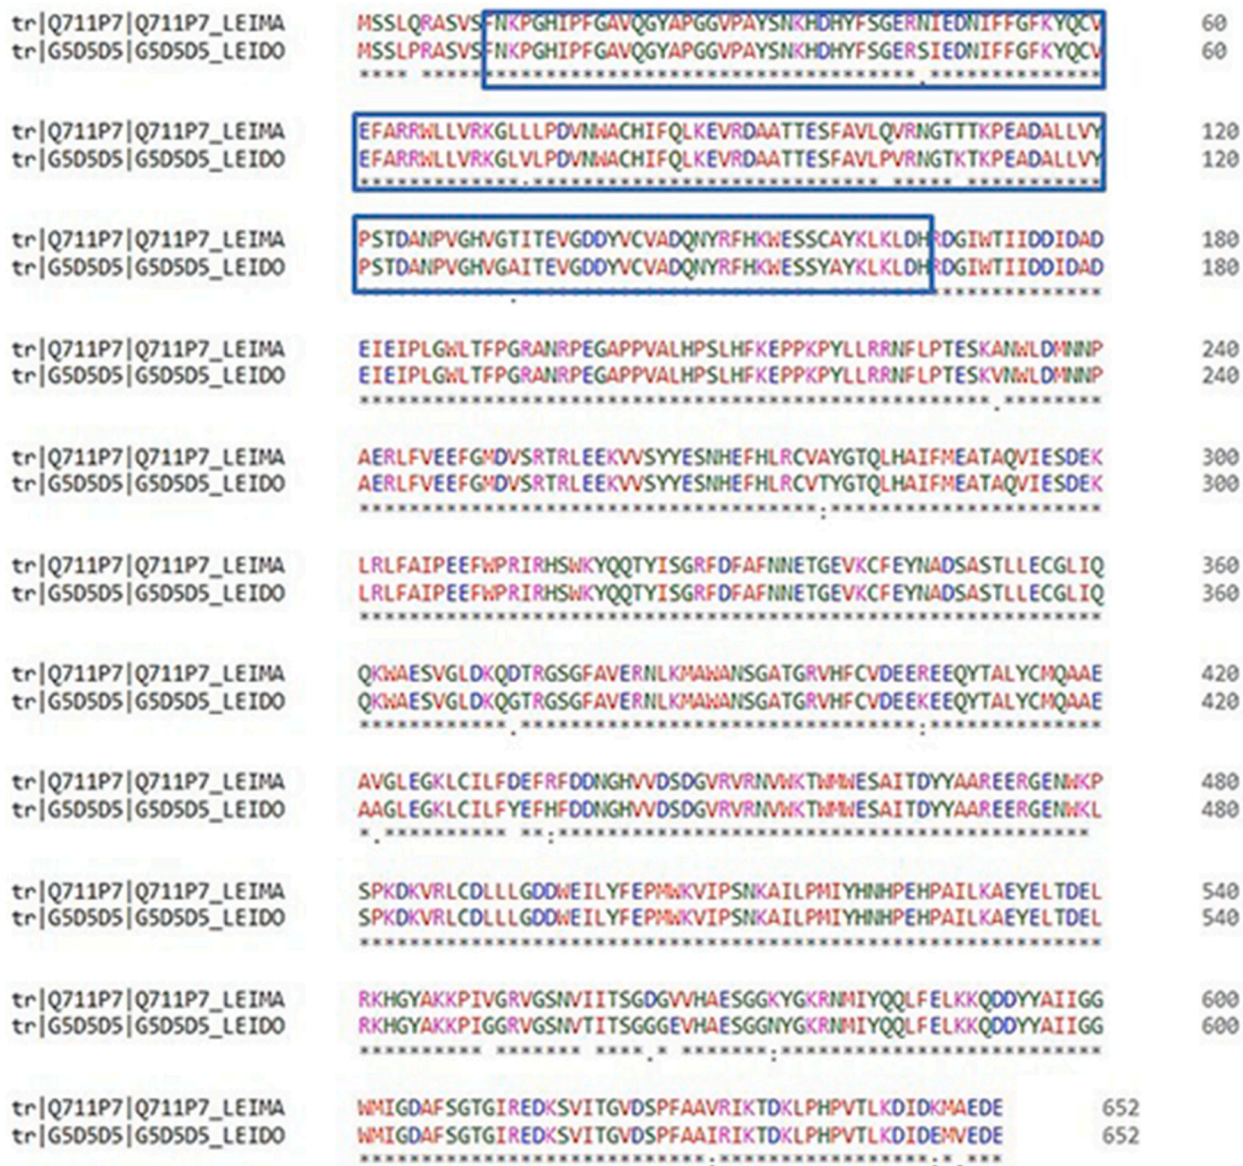 tr|Q711P7|Q711P7_LEIMA MSSLQRASVSFNKPGHIPFGAVQGYAPGGVPAYSNKHDHYFSGERNIEDNIFFGFKYQCV 60
tr|G5D5D5|G5D5D5_LEIDO MSSLPRASVSFNKPGHIPFGAVQGYAPGGVPAYSNKHDHYFSGERSIEDNIFFGFKYQCV 60
**** ****************************************.**************
tr|Q711P7|Q711P7_LEIMA EFARRWLLVRKGLLLPDVNWACHIFQLKEVRDAATTESFAVLQVRNGTTTKPEADALLVY 120
tr|G5D5D5|G5D5D5_LEIDO EFARRWLLVRKGLVLPDVNWACHIFQLKEVRDAATTESFAVLPVRNGTKTKPEADALLVY 120
*************.**************************** ***** ***********
tr|Q711P7|Q711P7_LEIMA PSTDANPVGHVGTITEVGDDYVCVADQNYRFHKWESSCAYKLKLDHRDGIWTIIDDIDAD 180
tr|G5D5D5|G5D5D5_LEIDO PSTDANPVGHVGAITEVGDDYVCVADQNYRFHKWESSYAYKLKLDHRDGIWTIIDDIDAD 180
************.************************ **********************
tr|Q711P7|Q711P7_LEIMA EIEIPLGWLTFPGRANRPEGAPPVALHPSLHFKEPPKPYLLRRNFLPTESKANWLDMNNP 240
tr|G5D5D5|G5D5D5_LEIDO EIEIPLGWLTFPGRANRPEGAPPVALHPSLHFKEPPKPYLLRRNFLPTESKVNWLDMNNP 240
***************************************************.********
tr|Q711P7|Q711P7_LEIMA AERLFVEEFGMDVSRTRLEEKVVSYYESNHEFHLRCVAYGTQLHAIFMEATAQVIESDEK 300
tr|G5D5D5|G5D5D5_LEIDO AERLFVEEFGMDVSRTRLEEKVVSYYESNHEFHLRCVTYGTQLHAIFMEATAQVIESDEK 300
*************************************:**********************
tr|Q711P7|Q711P7_LEIMA LRLFAIPEEFWPRIRHSWKYQQTYISGRFDFAFNNETGEVKCFEYNADSASTLLECGLIQ 360
tr|G5D5D5|G5D5D5_LEIDO LRLFAIPEEFWPRIRHSWKYQQTYISGRFDFAFNNETGEVKCFEYNADSASTLLECGLIQ 360
************************************************************
tr|Q711P7|Q711P7_LEIMA QKWAESVGLDKQDTRGSGFAVERNLKMAWANSGATGRVHFCVDEEREEQYTALYCMQAAE 420
tr|G5D5D5|G5D5D5_LEIDO QKWAESVGLDKQGTRGSGFAVERNLKMAWANSGATGRVHFCVDEEKEEQYTALYCMQAAE 420
************.********************************:**************
tr|Q711P7|Q711P7_LEIMA AVGLEGKLCILFDEFRFDDNGHVVDSDGVRVRNVWKTWMWESAITDYYAAREERGENWKP 480
tr|G5D5D5|G5D5D5_LEIDO AAGLEGKLCILFYEFHFDDNGHVVDSDGVRVRNVWKTWMWESAITDYYAAREERGENWKL 480
*.********** **:*******************************************
tr|Q711P7|Q711P7_LEIMA SPKDKVRLCDLLLGDDWEILYFEPMWKVIPSNKAILPMIYHNHPEHPAILKAEYELTDEL 540
tr|G5D5D5|G5D5D5_LEIDO SPKDKVRLCDLLLGDDWEILYFEPMWKVIPSNKAILPMIYHNHPEHPAILKAEYELTDEL 540
************************************************************
tr|Q711P7|Q711P7_LEIMA RKHGYAKKPIVGRVGSNVIITSGDGVVHAESGGKYGKRNMIYQQLFELKKQDDYYAIIGG 600
tr|G5D5D5|G5D5D5_LEIDO RKHGYAKKPIGGRVGSNVTITSGGGEVHAESGGNYGKRNMIYQQLFELKKQDDYYAIIGG 600
********** ******* ****.* *******:**************************
tr|Q711P7|Q711P7_LEIMA WMIGDAFSGTGIREDKSVITGVDSPFAAVRIKTDKLPHPVTLKDIDKMAEDE 652
tr|G5D5D5|G5D5D5_LEIDO WMIGDAFSGTGIREDKSVITGVDSPFAAIRIKTDKLPHPVTLKDIDEMVEDE 652
****************************:*****************:*.***